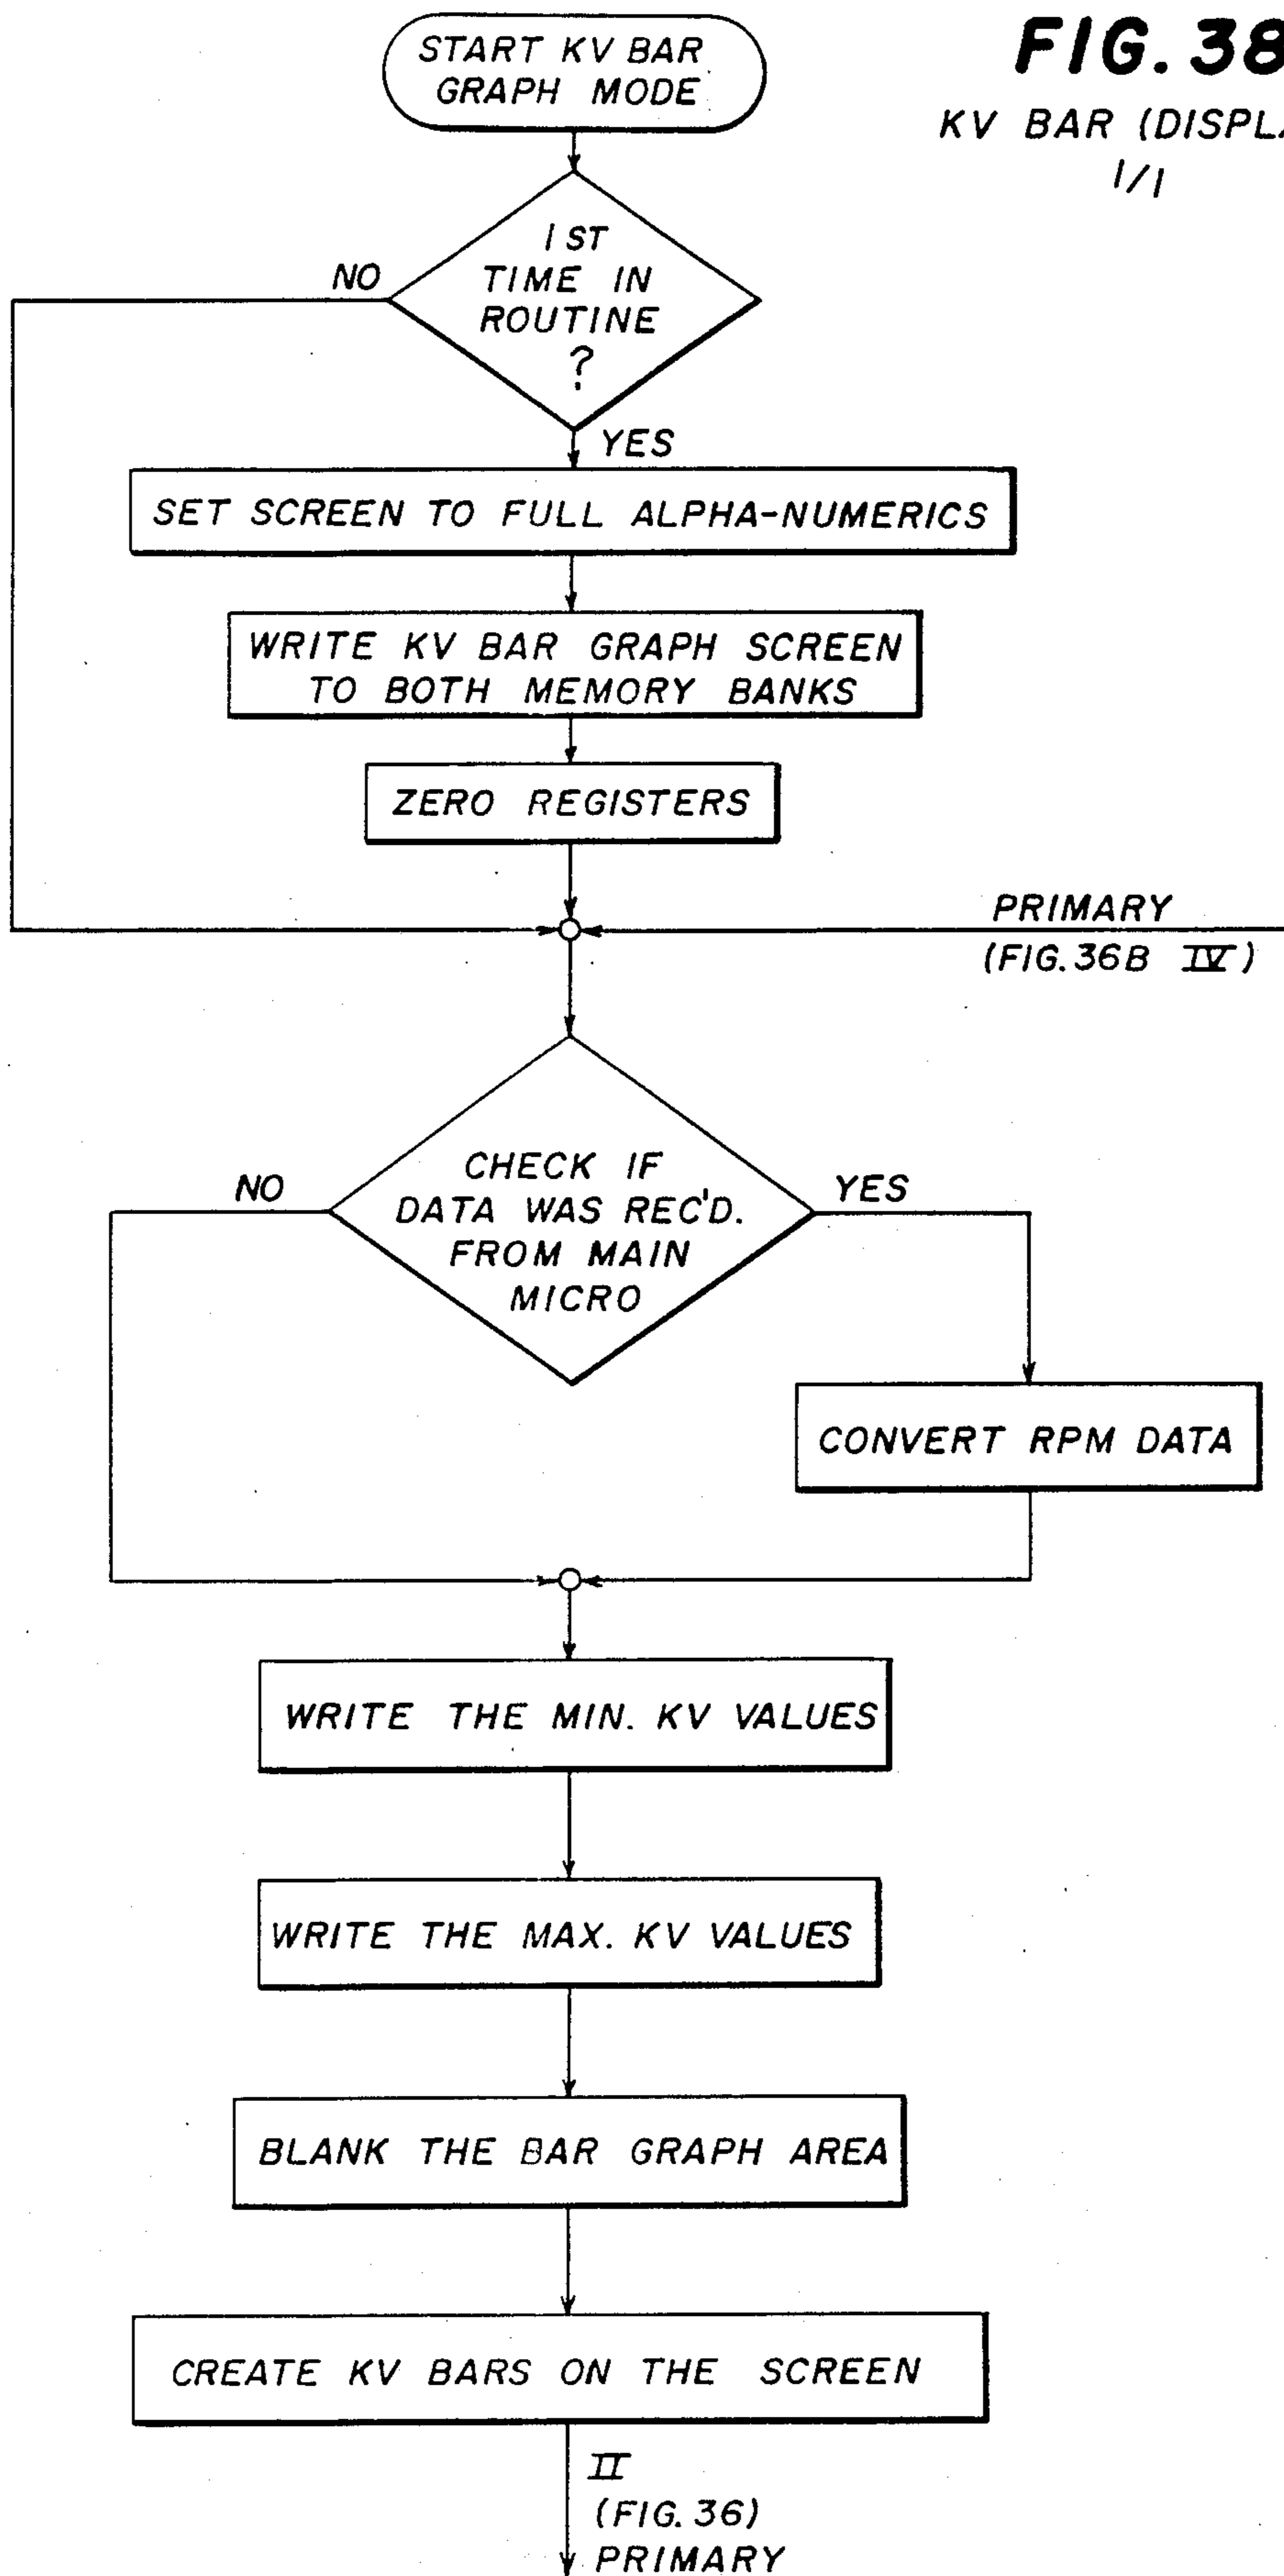 START KV BAR
GRAPH MODE
FIG. 38
KV BAR (DISPLA
1/1
1 ST
TIME IN
ROUTINE
?
NO
YES
SET SCREEN TO FULL ALPHA-NUMERICS
WRITE KV BAR GRAPH SCREEN
TO BOTH MEMORY BANKS
ZERO REGISTERS
PRIMARY
(FIG. 36B IV)
CHECK IF
DATA WAS REC'D.
FROM MAIN
MICRO
NO
YES
CONVERT RPM DATA
WRITE THE MIN. KV VALUES
WRITE THE MAX. KV VALUES
BLANK THE BAR GRAPH AREA
CREATE KV BARS ON THE SCREEN
II
(FIG. 36)
PRIMARY